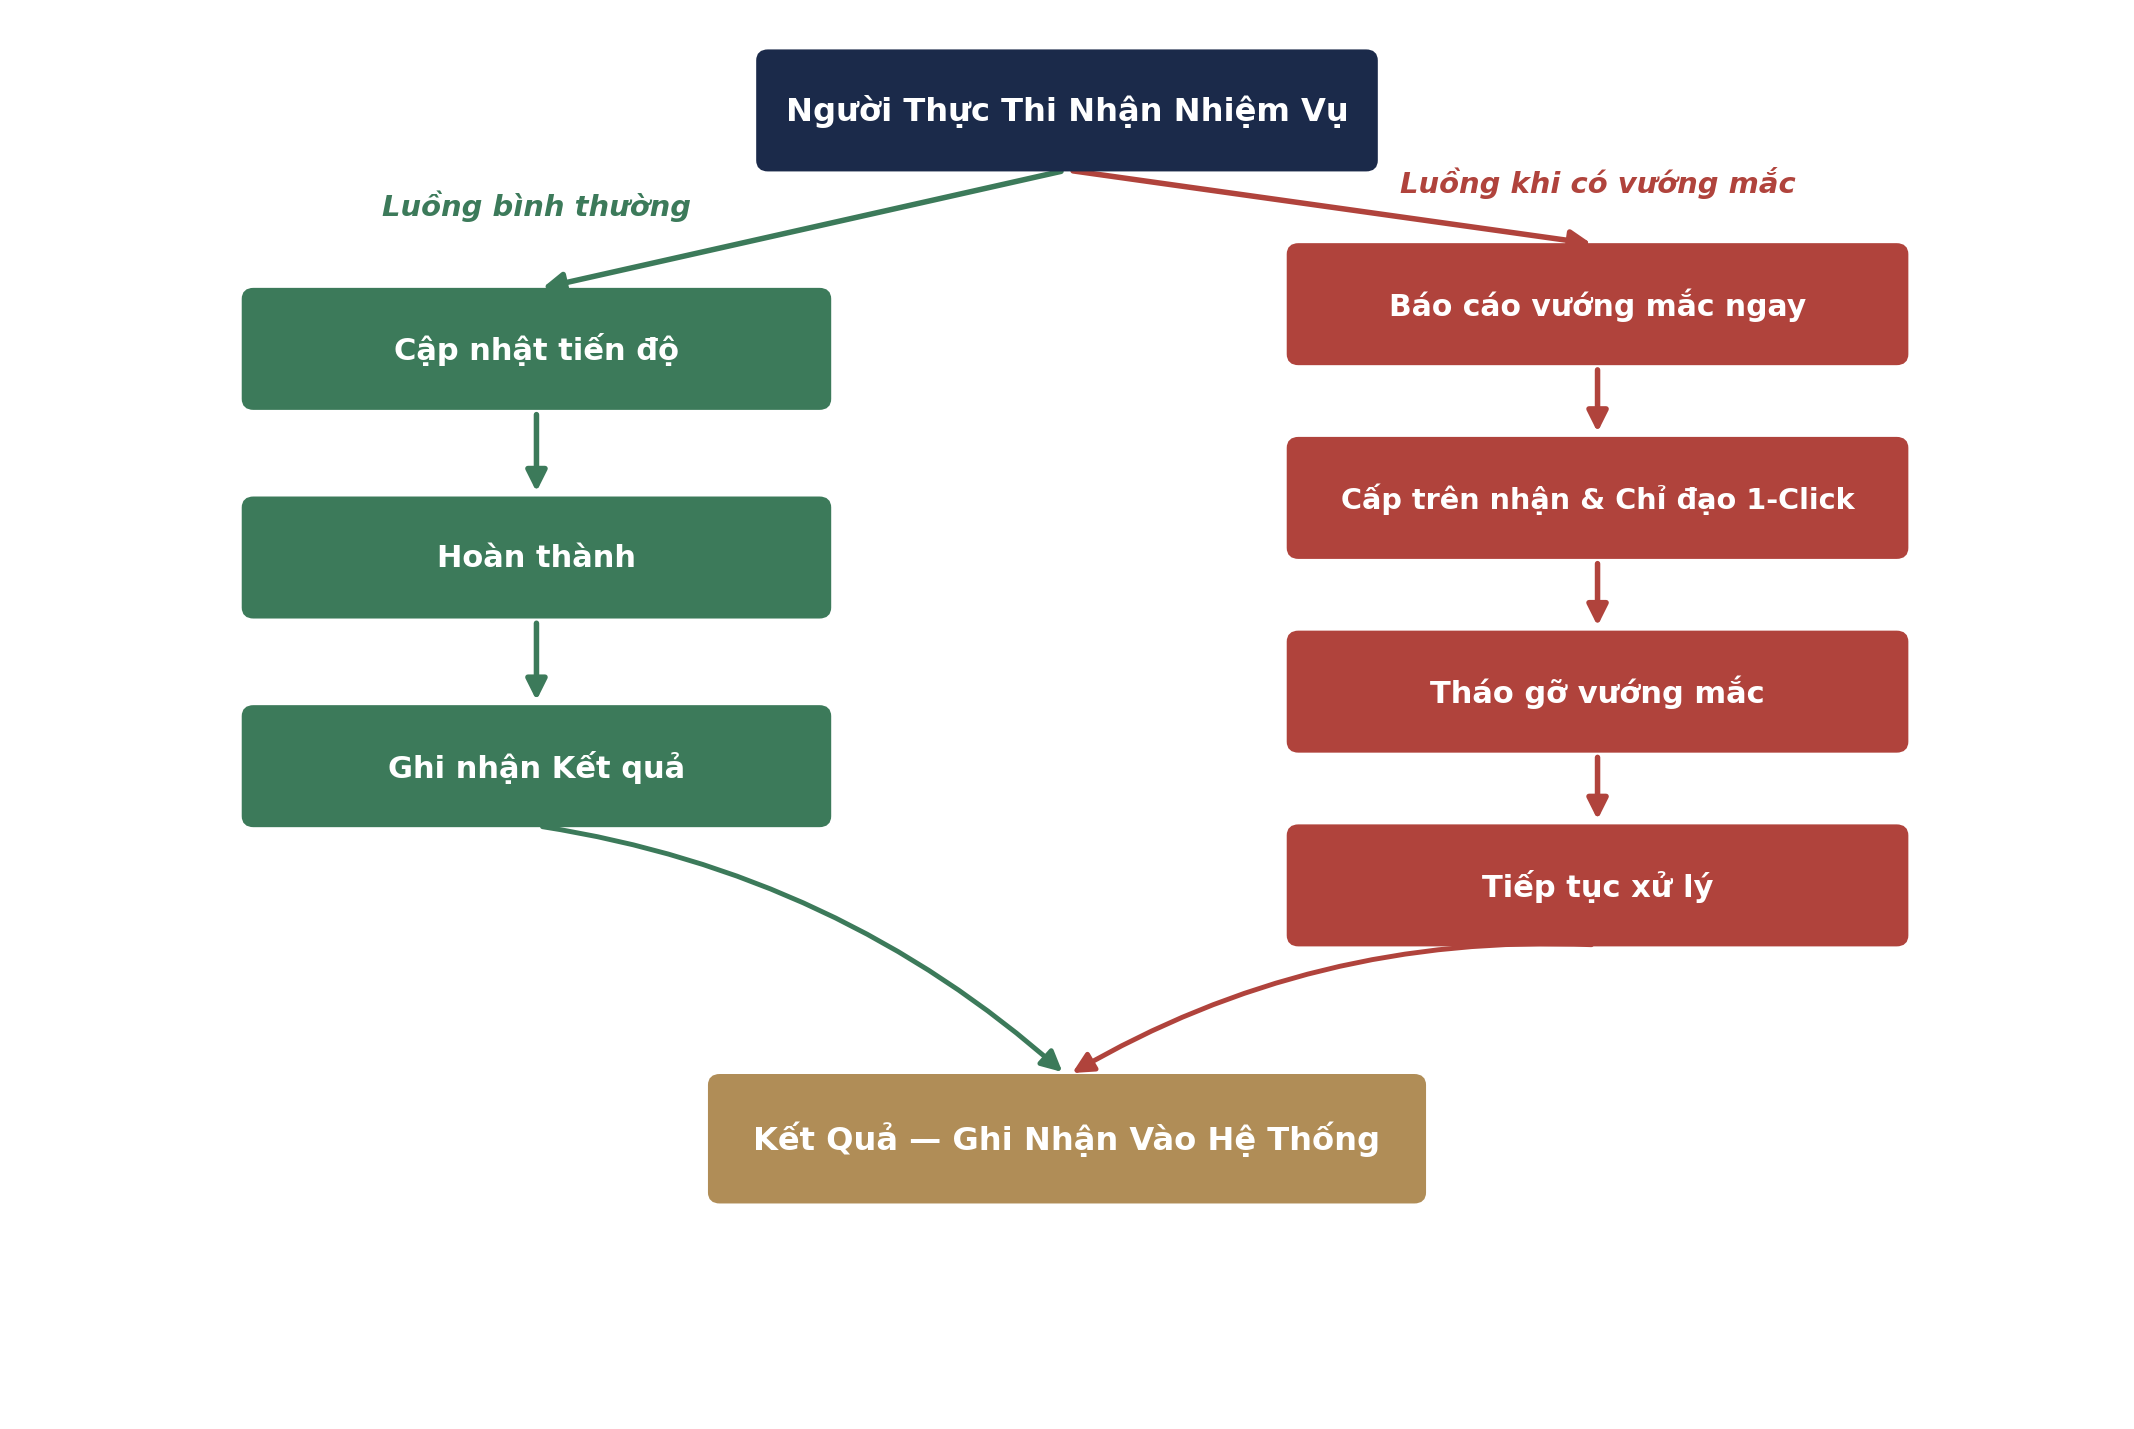 Người Thực Thi Nhận Nhiệm Vụ
Luồng bình thường
Cập nhật tiến độ
Hoàn thành
Ghi nhận Kết quả
Luồng khi có vướng mắc
Báo cáo vướng mắc ngay
Cấp trên nhận & Chỉ đạo 1-Click
Tháo gỡ vướng mắc
Tiếp tục xử lý
Kết Quả — Ghi Nhận Vào Hệ Thống